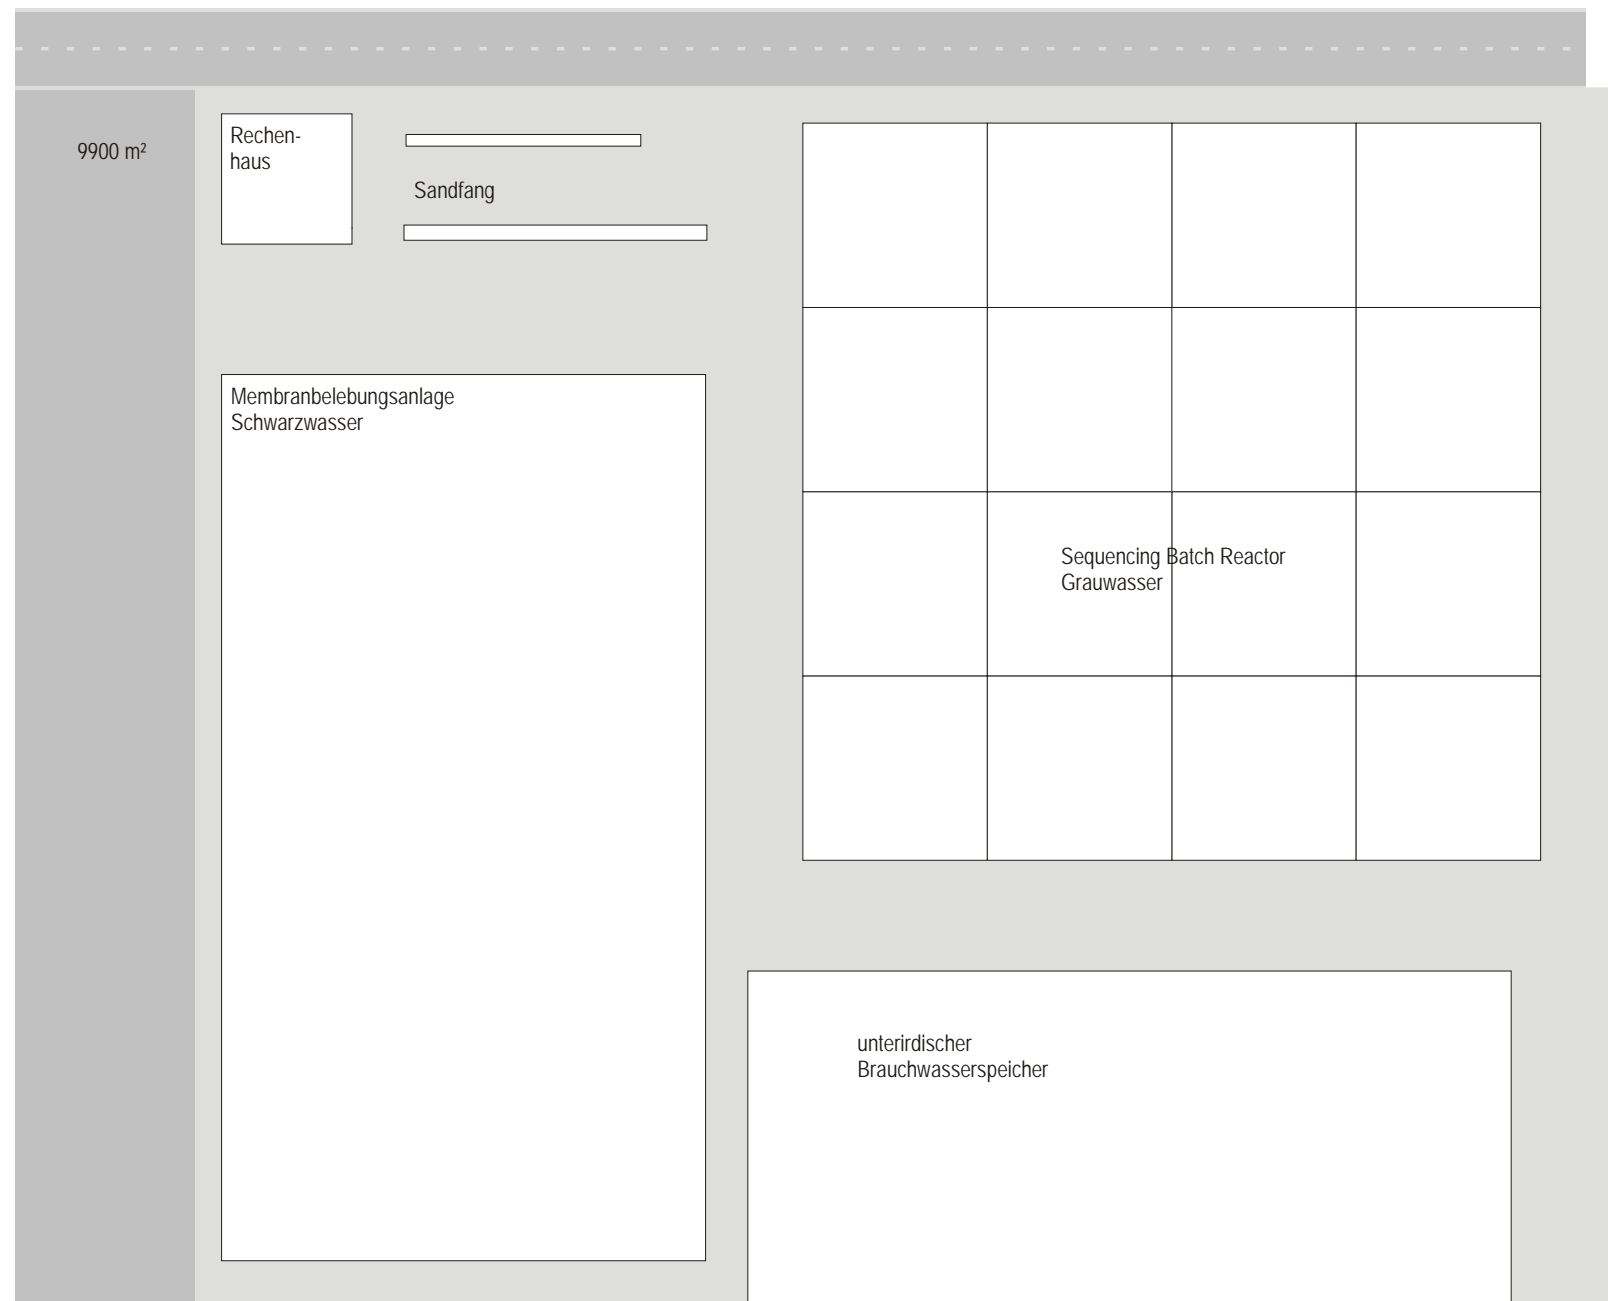 9900 m²
Rechen-
haus
Sandfang
Membranbelebungsanlage
Schwarzwasser
Sequencing Batch Reactor
Grauwasser
unterirdischer
Brauchwasserspeicher